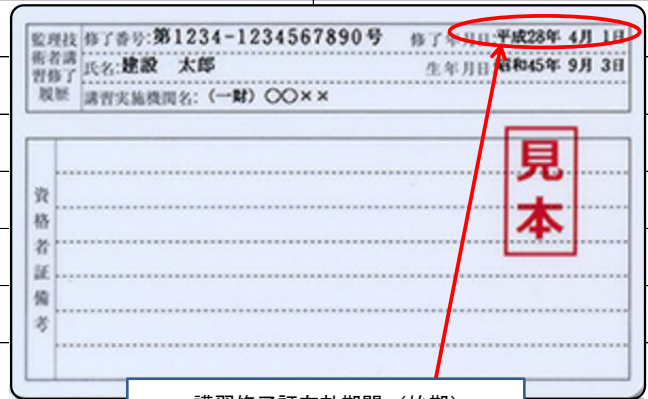 監理技術者講習修了履歴
修了番号:第1234-1234567890号 修了年月日:平成28年 4月 1日
氏名:建設 太郎 生年月日:昭和45年 9月 3日
講習実施機関名:(一財)○○××
見本
資格者証備考